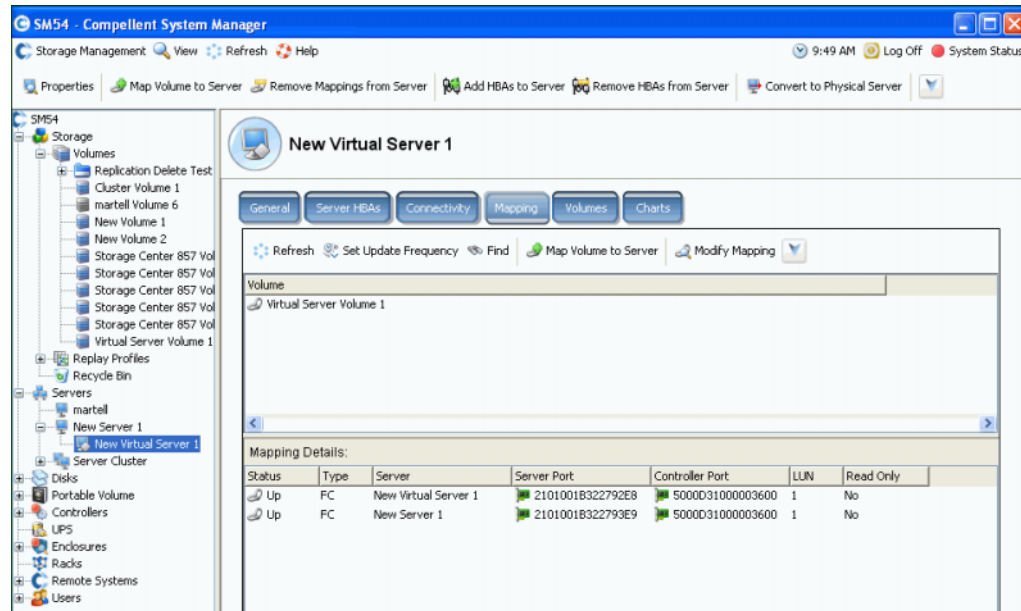 SM54 - Compellent System Manager
Storage Management View Refresh Help 9:49 AM Log Off System Status
Properties Map Volume to Server Remove Mappings from Server Add HBAs to Server Remove HBAs from Server Convert to Physical Server
SM54
Storage
Volumes
Replication Delete Test
Cluster Volume 1
martell Volume 6
New Volume 1
New Volume 2
Storage Center 857 Vol
Storage Center 857 Vol
Storage Center 857 Vol
Storage Center 857 Vol
Storage Center 857 Vol
Virtual Server Volume 1
Replay Profiles
Recycle Bin
Servers
martell
New Server 1
New Virtual Server 1
Server Cluster
Disks
Portable Volume
Controllers
UPS
Enclosures
Racks
Remote Systems
Users
New Virtual Server 1
General Server HBAs Connectivity Mapping Volumes Charts
Refresh Set Update Frequency Find Map Volume to Server Modify Mapping
Volume
Virtual Server Volume 1
Mapping Details:
Status Type Server Server Port Controller Port LUN Read Only
Up FC New Virtual Server 1 2101001B322792E8 5000D31000003600 1 No
Up FC New Server 1 2101001B322793E9 5000D31000003600 1 No